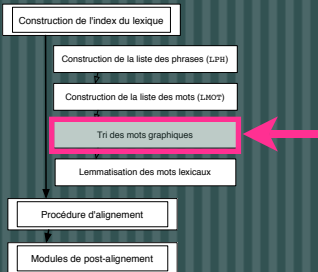 Construction de l'index du lexique
Construction de la liste des phrases (LPH)
Construction de la liste des mots (LMOT)
Tri des mots graphiques
Lemmatisation des mots lexicaux
Procédure d'alignement
Modules de post-alignement